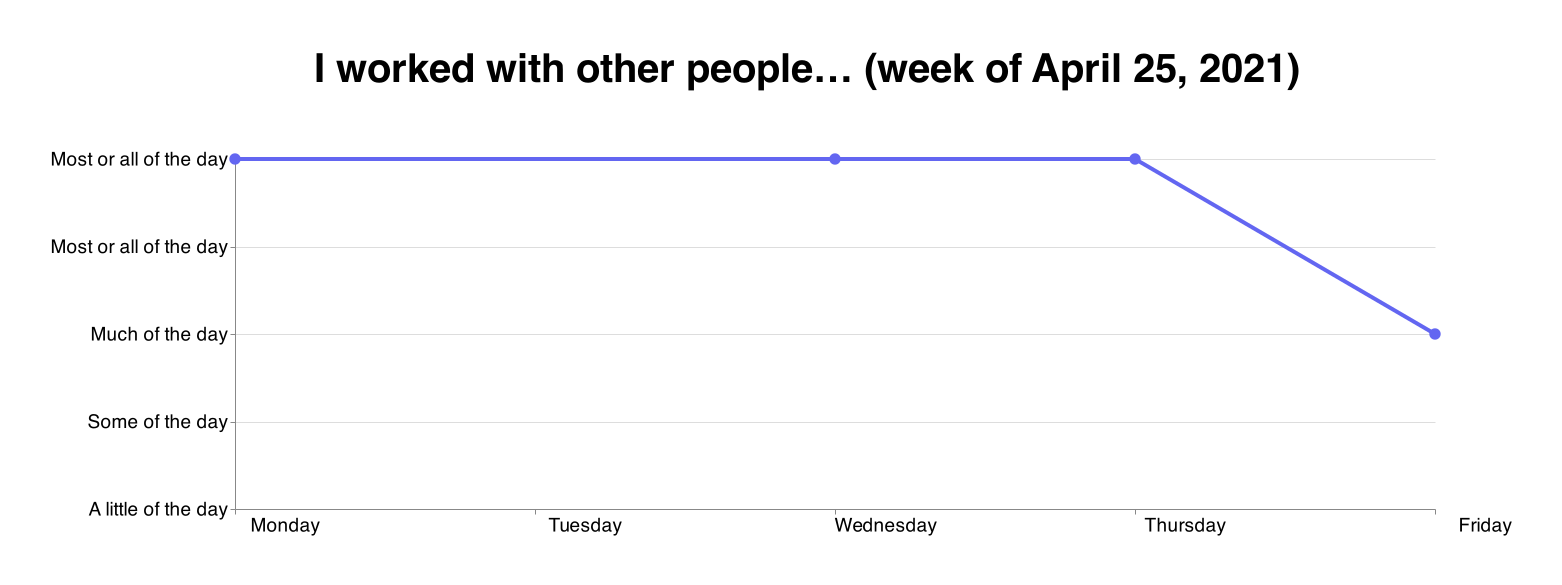 I worked with other people… (week of April 25, 2021)
Most or all of the day
Most or all of the day
Much of the day
Some of the day
A little of the day
Monday Tuesday Wednesday Thursday Friday